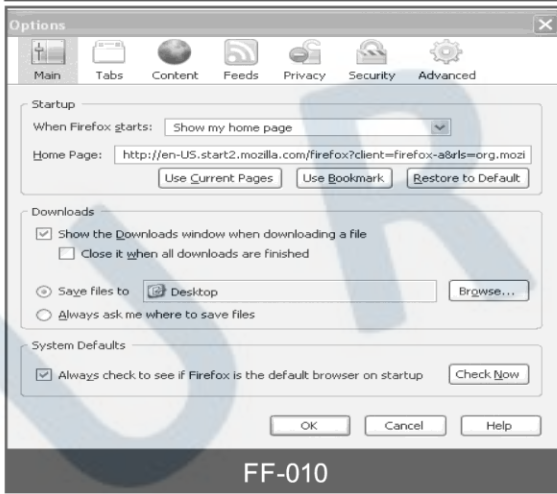 Options
Main Tabs Content Feeds Privacy Security Advanced
Startup
When Firefox starts: Show my home page
Home Page: http://en-US.start2.mozilla.com/firefox?client=firefox-a&rls=org.mozi
Use Current Pages Use Bookmark Restore to Default
Downloads
Show the Downloads window when downloading a file
Close it when all downloads are finished
Save files to Desktop Browse...
Always ask me where to save files
System Defaults
Always check to see if Firefox is the default browser on startup Check Now
OK Cancel Help
FF-010
U R